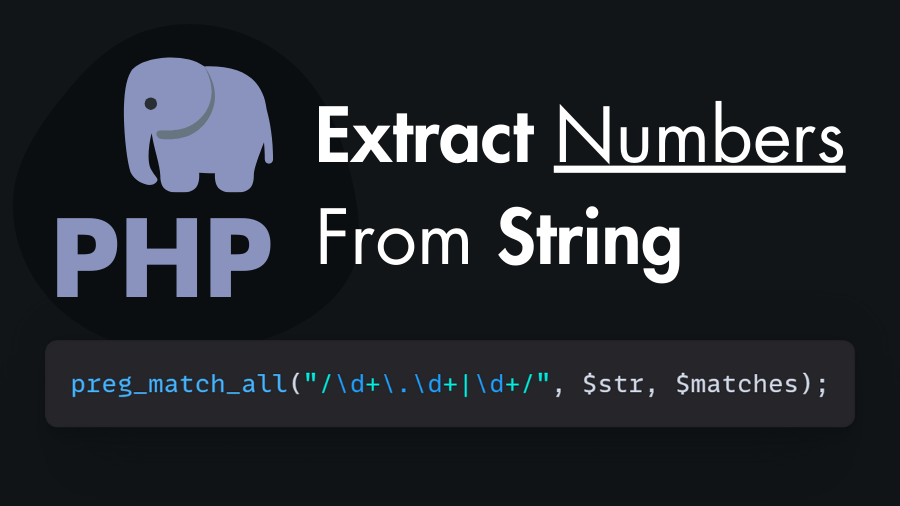 Extract Numbers
From String
PHP
preg_match_all("/\d+\.\d+|\d+/", $str, $matches);